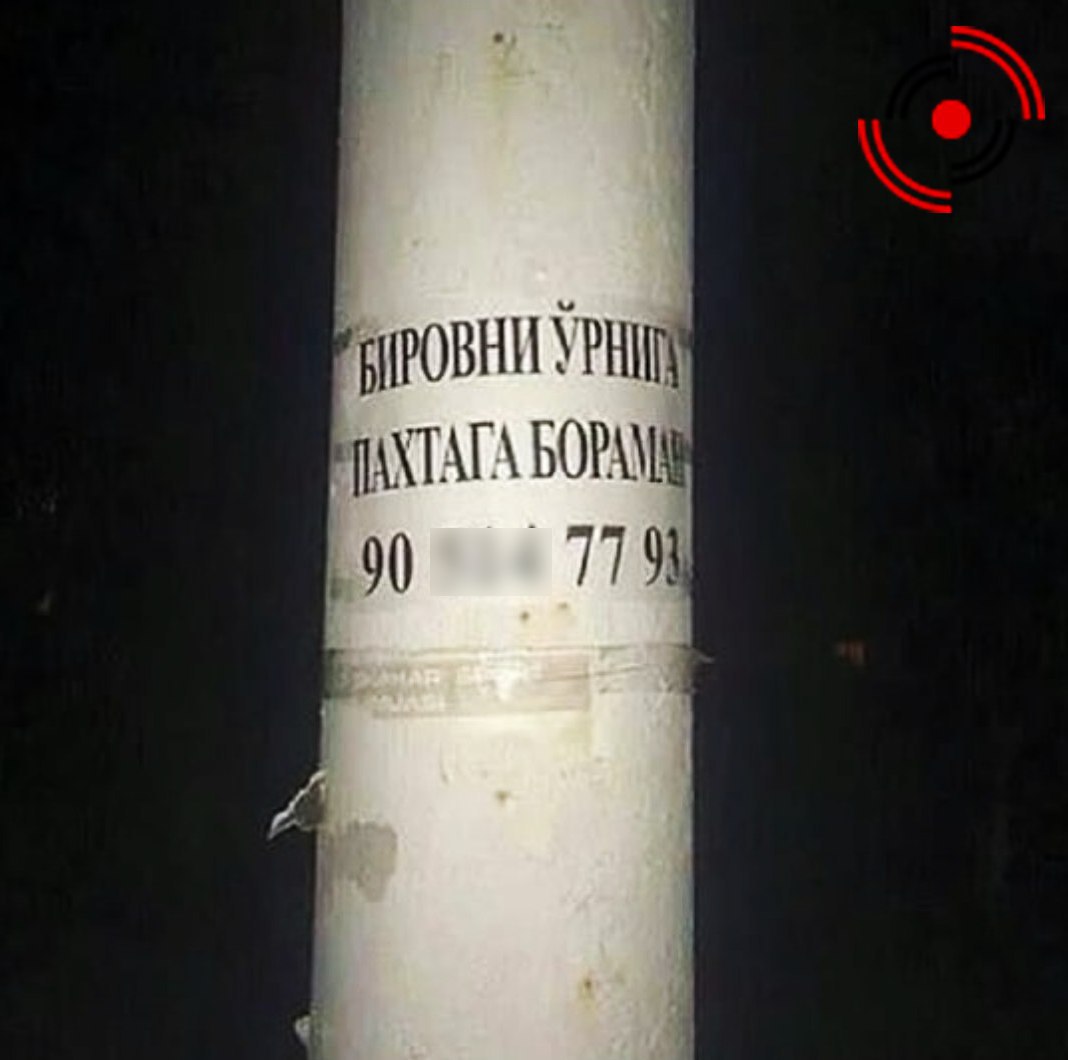 БИРОВНИ ЎРНИГА
ПАХТАГА БОРАМАН
90 77 93